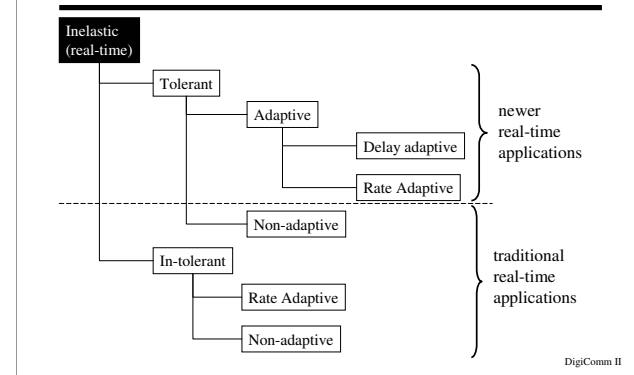 Inelastic
(real-time)
Tolerant
Adaptive
Delay adaptive
Rate Adaptive
newer
real-time
applications
Non-adaptive
In-tolerant
Rate Adaptive
Non-adaptive
traditional
real-time
applications
DigiComm II